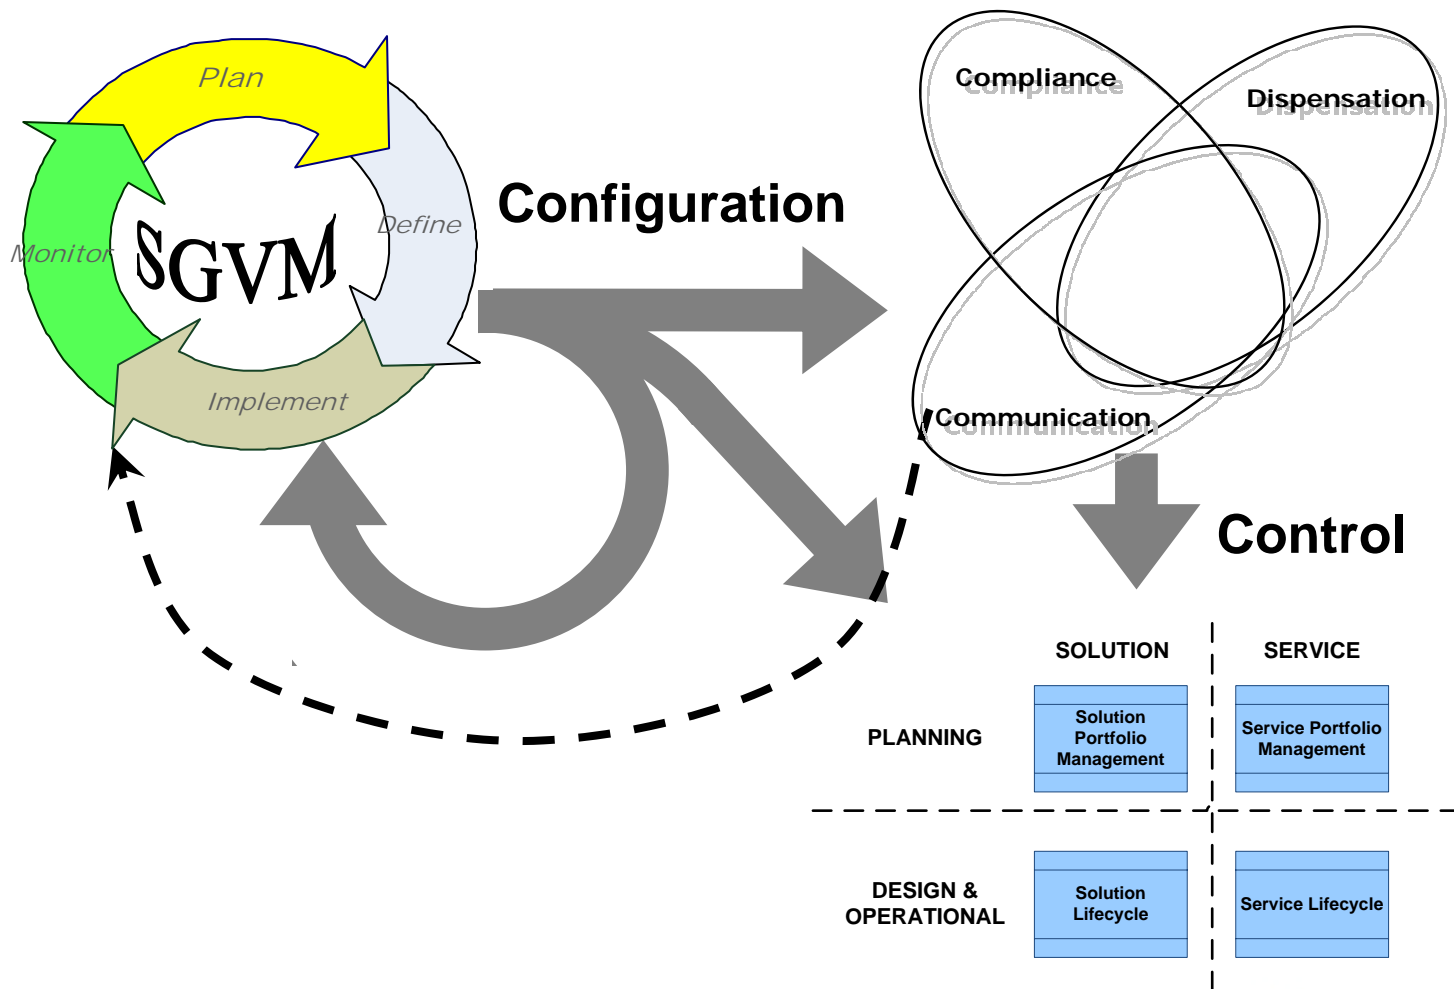 Plan
Define
Monitor
SGVM
Implement
Configuration
Compliance
Dispensation
Communication
Control
SOLUTION
SERVICE
PLANNING
Solution
Portfolio
Management
Service Portfolio
Management
DESIGN &
OPERATIONAL
Solution
Lifecycle
Service Lifecycle